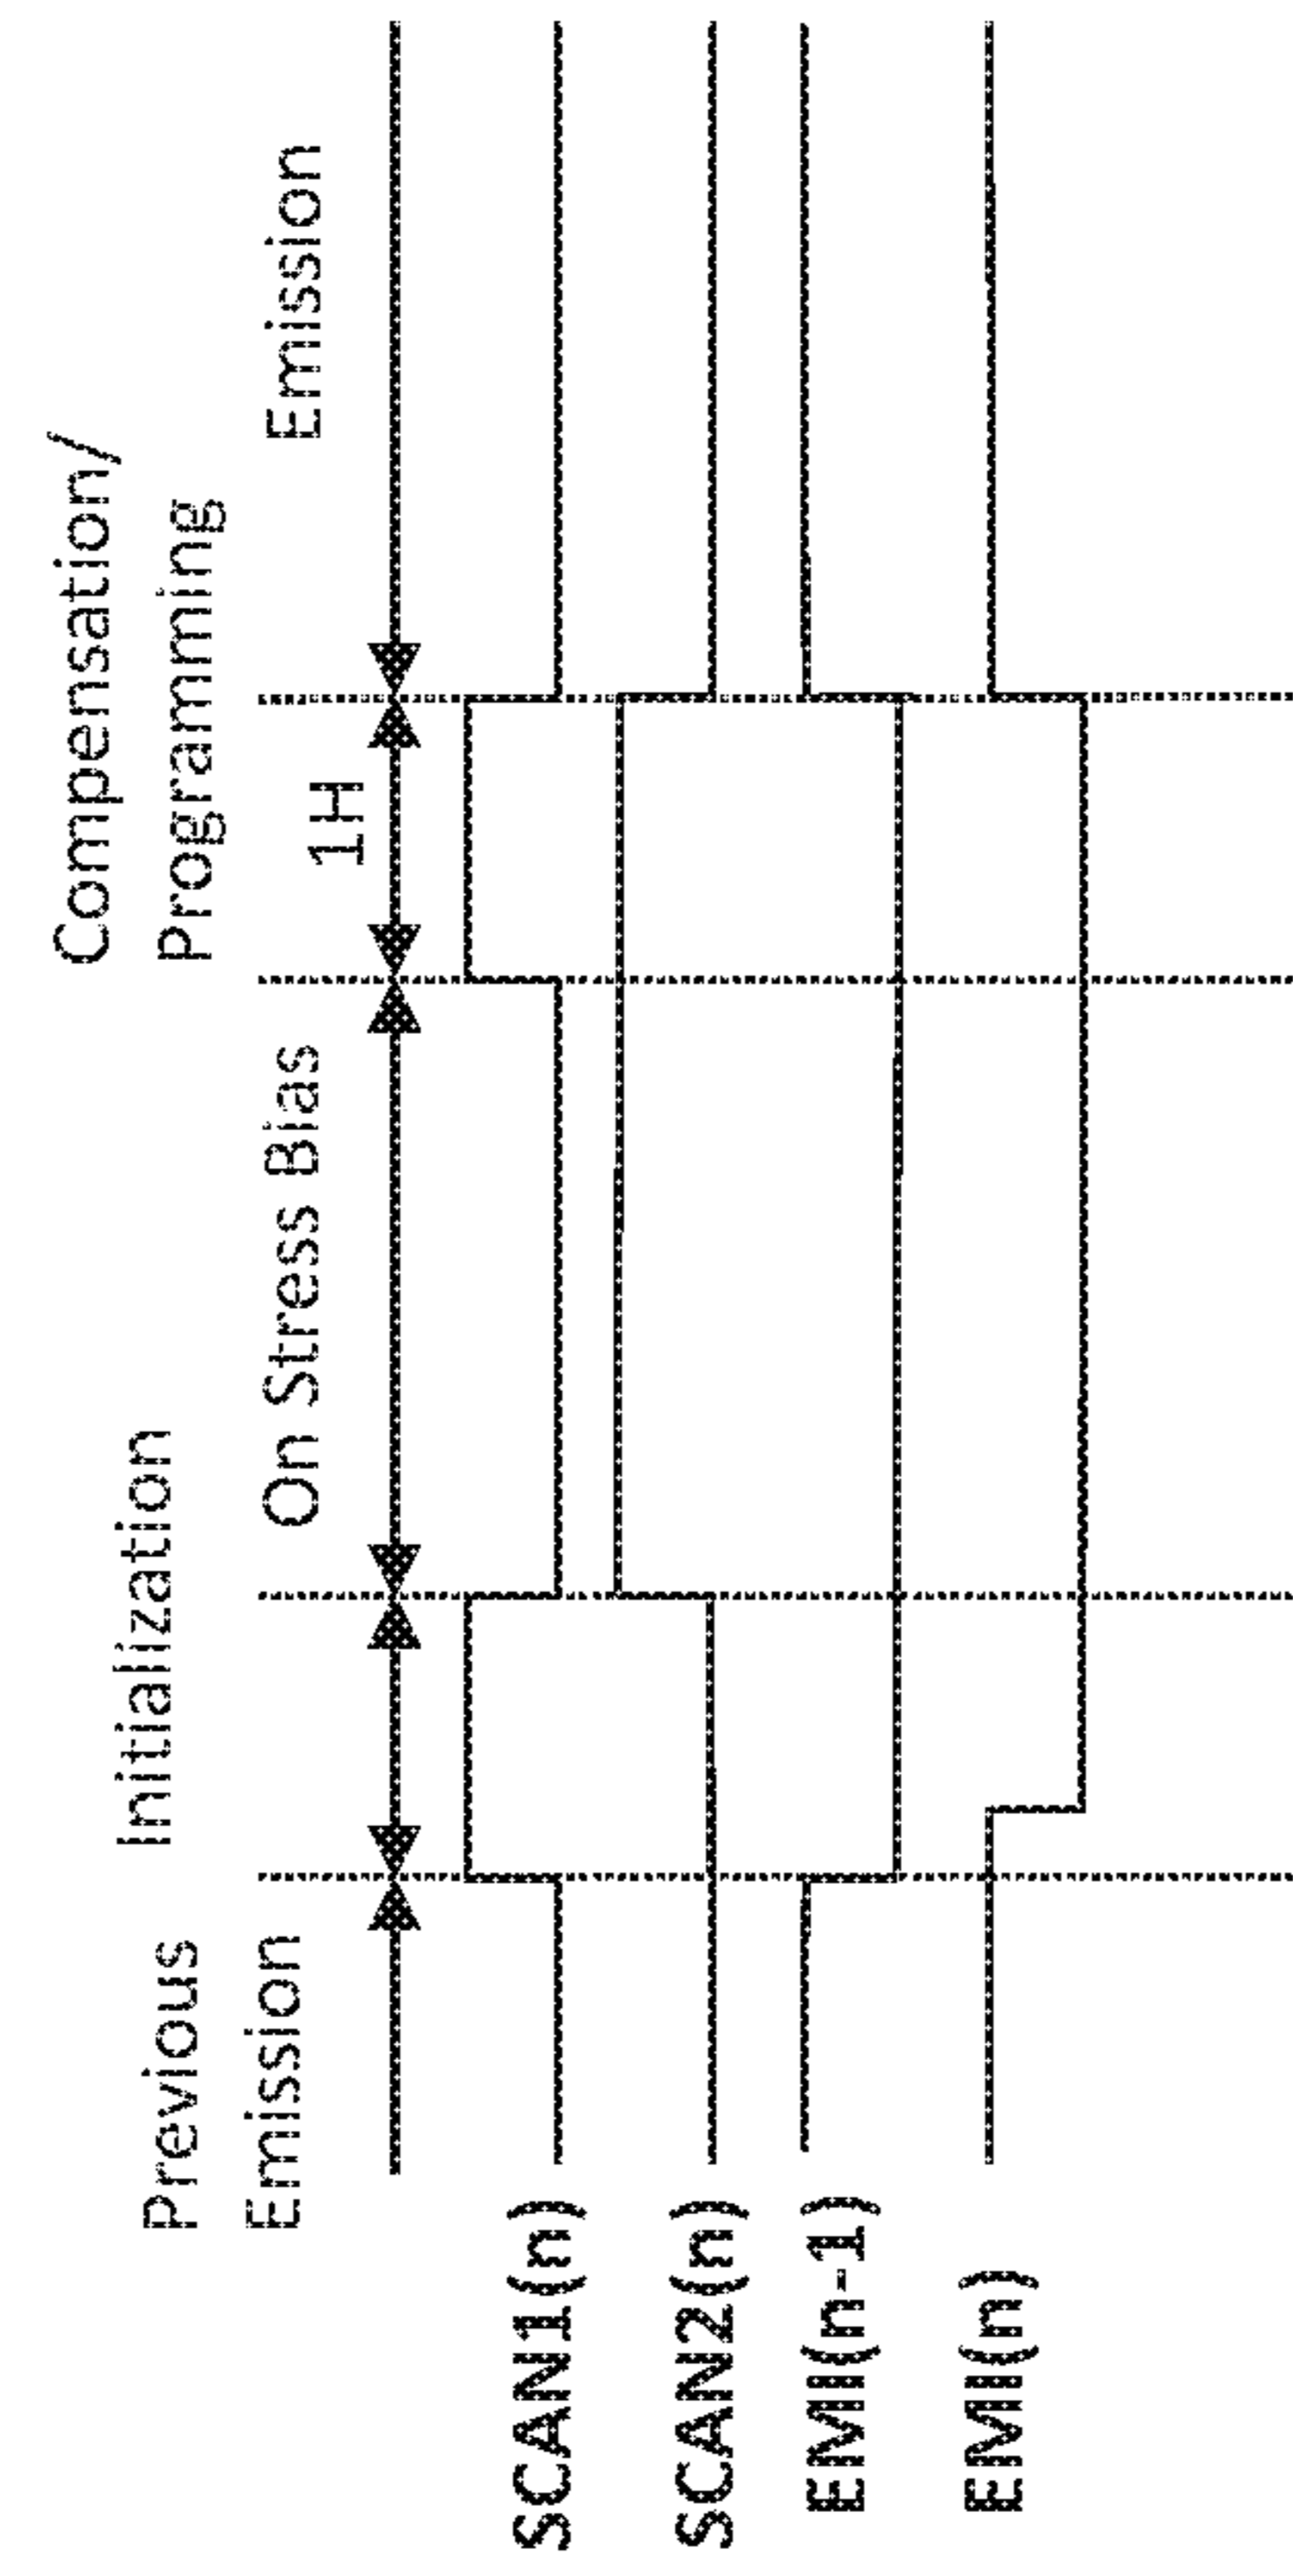 Previous
Emission
Initialization
On Stress Bias
Compensation/
Programming
1H
Emission
SCAN1(n)
SCAN2(n)
EMI(n-1)
EMI(n)